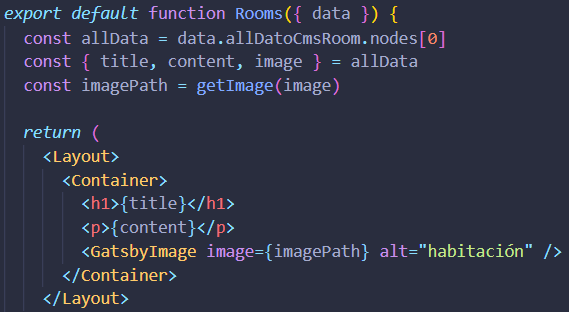 export default function Rooms({ data }) {
const allData = data.allDatoCmsRoom.nodes[0]
const { title, content, image } = allData
const imagePath = getImage(image)
return (
<Layout>
<Container>
<h1>{title}</h1>
<p>{content}</p>
<GatsbyImage image={imagePath} alt="habitación" />
</Container>
</Layout>